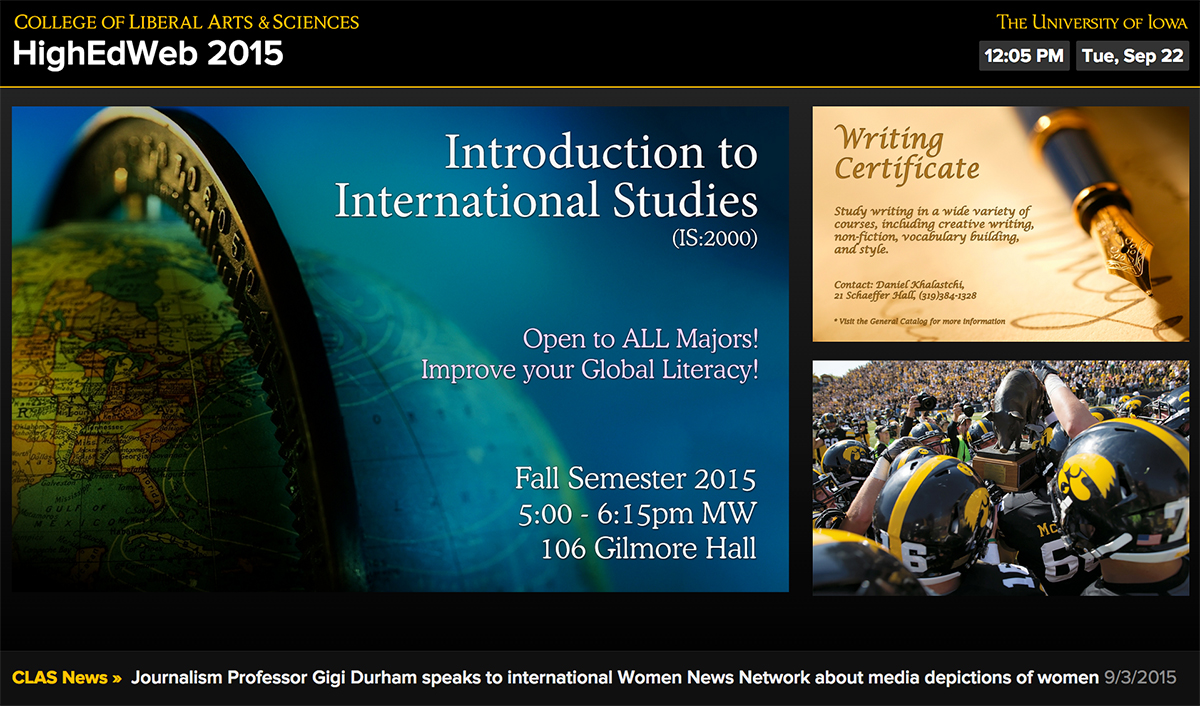 COLLEGE OF LIBERAL ARTS & SCIENCES
HighEdWeb 2015
THE UNIVERSITY OF IOWA
12:05 PM Tue, Sep 22
Introduction to
International Studies
(IS:2000)
Open to ALL Majors!
Improve your Global Literacy!
Fall Semester 2015
5:00 - 6:15pm MW
106 Gilmore Hall
Writing
Certificate
Study writing in a wide variety of
courses, including creative writing,
non-fiction, vocabulary building,
and style.
Contact: Daniel Khalastchi,
21 Schaeffer Hall, (319)384-1328
* Visit the General Catalog for more information
CLAS News » Journalism Professor Gigi Durham speaks to international Women News Network about media depictions of women 9/3/2015